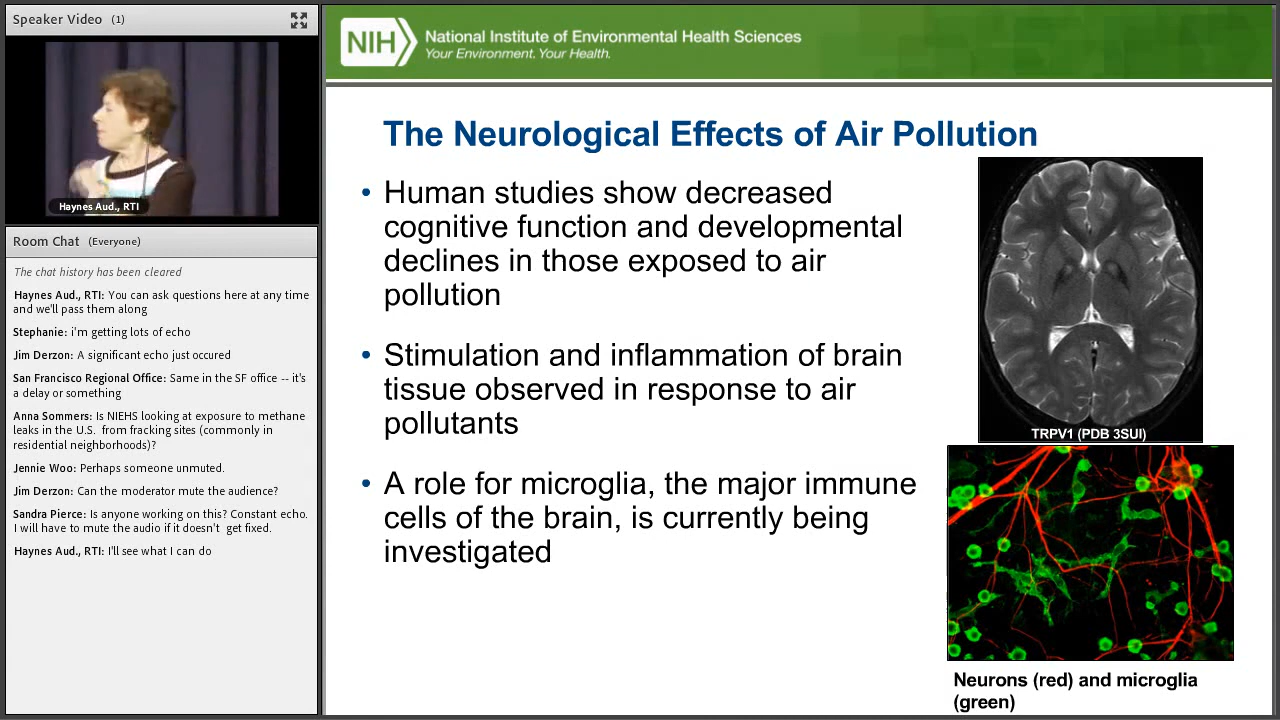 Speaker Video (1)
Haynes Aud., RTI
Room Chat (Everyone)
The chat history has been cleared
Haynes Aud., RTI: You can ask questions here at any time
and we'll pass them along
Stephanie: i'm getting lots of echo
Jim Derzon: A significant echo just occured
San Francisco Regional Office: Same in the SF office -- it's
a delay or something
Anna Sommers: Is NIEHS looking at exposure to methane
leaks in the U.S. from fracking sites (commonly in
residential neighborhoods)?
Jennie Woo: Perhaps someone unmuted.
Jim Derzon: Can the moderator mute the audience?
Sandra Pierce: Is anyone working on this? Constant echo.
I will have to mute the audio if it doesn't get fixed.
Haynes Aud., RTI: I'll see what I can do
NIH
National Institute of Environmental Health Sciences
Your Environment. Your Health.
The Neurological Effects of Air Pollution
• Human studies show decreased
cognitive function and developmental
declines in those exposed to air
pollution
• Stimulation and inflammation of brain
tissue observed in response to air
pollutants
• A role for microglia, the major immune
cells of the brain, is currently being
investigated
TRPV1 (PDB 3SUI)
Neurons (red) and microglia
(green)